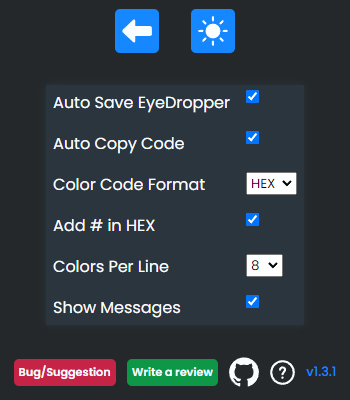 Auto Save EyeDropper
Auto Copy Code
Color Code Format HEX
Add # in HEX
Colors Per Line 8
Show Messages
Bug/Suggestion Write a review ? v1.3.1